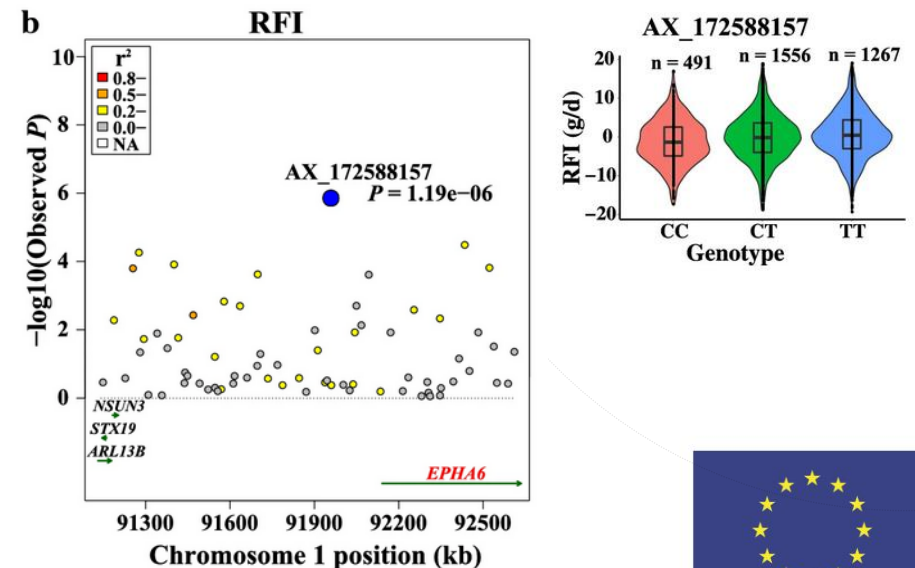 b
RFI
r²
0.8–
0.5–
0.2–
0.0–
NA
10
8
6
4
2
0
−log10(Observed P)
AX_172588157
P = 1.19e−06
NSUN3
STX19
ARL13B
EPHA6
91300 91600 91900 92200 92500
Chromosome 1 position (kb)
AX_172588157
n = 491 n = 1556 n = 1267
20
10
0
−10
−20
RFI (g/d)
CC CT TT
Genotype